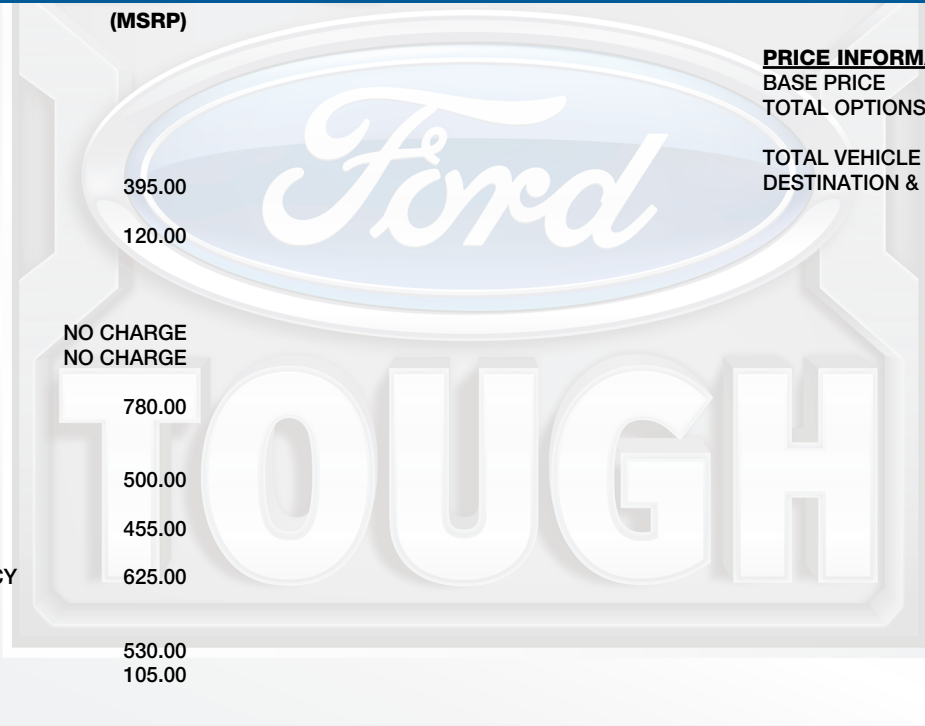 (MSRP)
395.00
120.00
NO CHARGE
NO CHARGE
780.00
500.00
455.00
625.00
530.00
105.00
PRICE
BASE PRICE
TOTAL OPTIONS
TOTAL VEHICLE
DESTINATION &
Ford
TOUGH